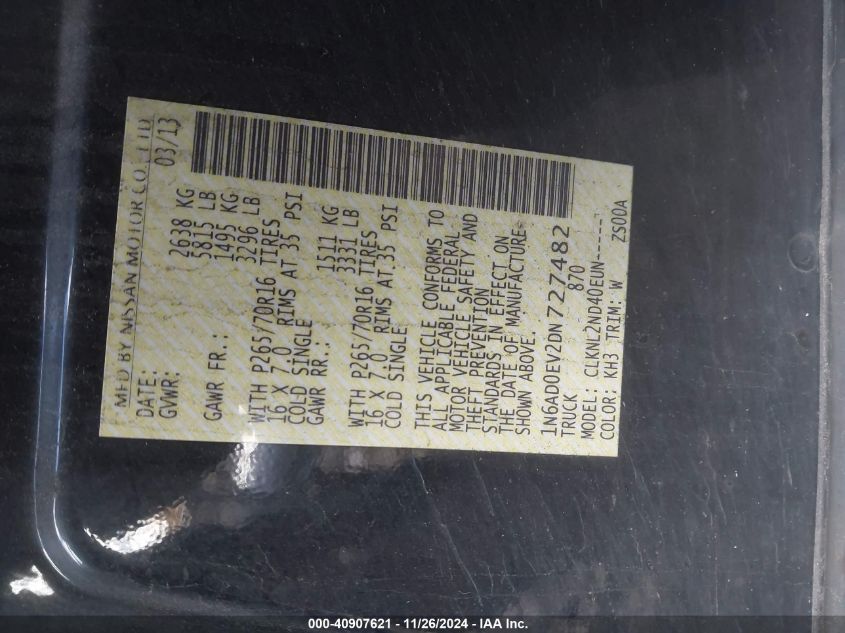 MFD BY NISSAN MOTOR CO., LTD
DATE: 03/13
GVWR: 2638 KG
5815 LB
GAWR FR.: 1495 KG
3296 LB
WITH P265/70R16 TIRES
16 X 7.0 RIMS AT 35 PSI
COLD SINGLE
GAWR RR.: 1511 KG
3331 LB
WITH P265/70R16 TIRES
16 X 7.0 RIMS AT 35 PSI
COLD SINGLE
THIS VEHICLE CONFORMS TO
ALL APPLICABLE FEDERAL
MOTOR VEHICLE SAFETY AND
THEFT PREVENTION
STANDARDS IN EFFECT ON
THE DATE OF MANUFACTURE
SHOWN ABOVE.
1N6AD0EV2DN727482
TRUCK 870
MODEL: CLKNL2ND40EUN-----
COLOR: KH3 TRIM: W ZS00A
000-40907621 - 11/26/2024 - IAA Inc.